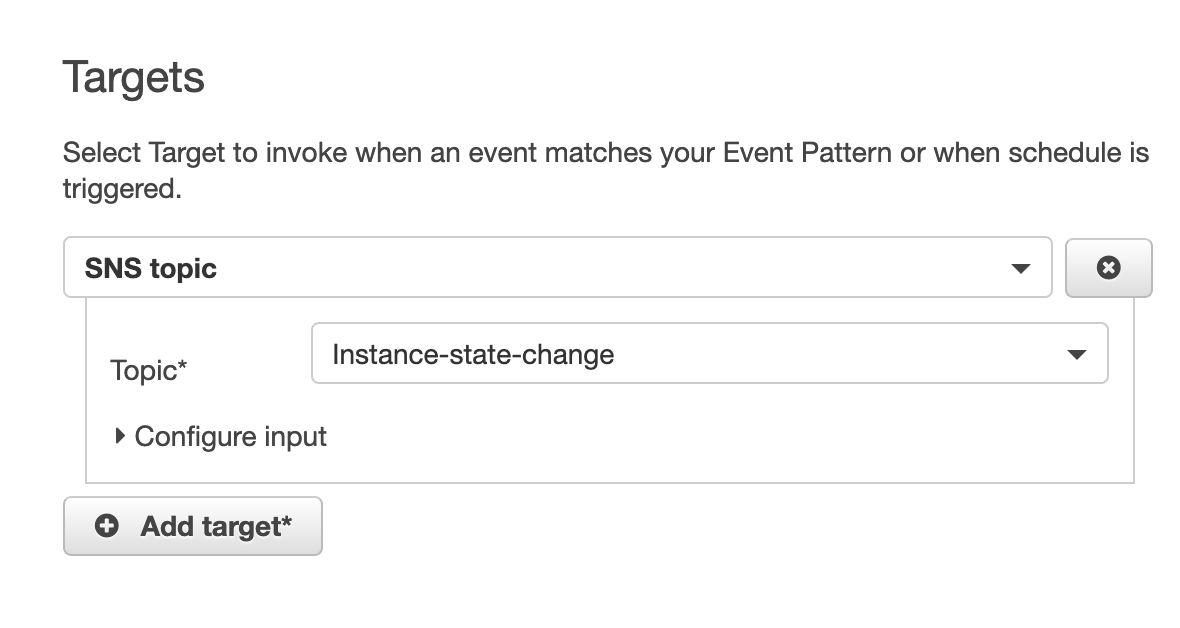 Targets
Select Target to invoke when an event matches your Event Pattern or when schedule is
triggered.
SNS topic
Topic*
Instance-state-change
Configure input
Add target*